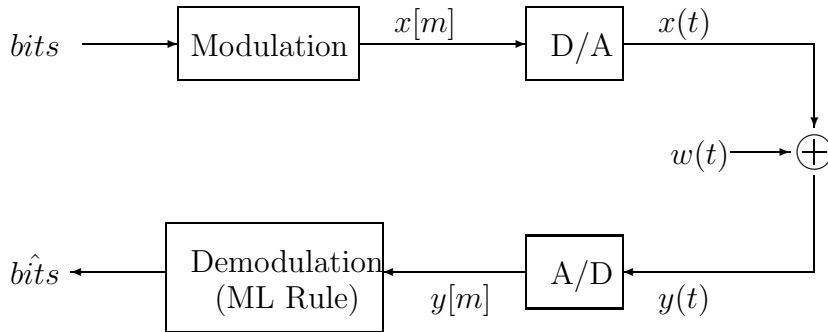 bits
Modulation
x[m]
D/A
x(t)
w(t)
bîts
Demodulation
(ML Rule)
y[m]
A/D
y(t)